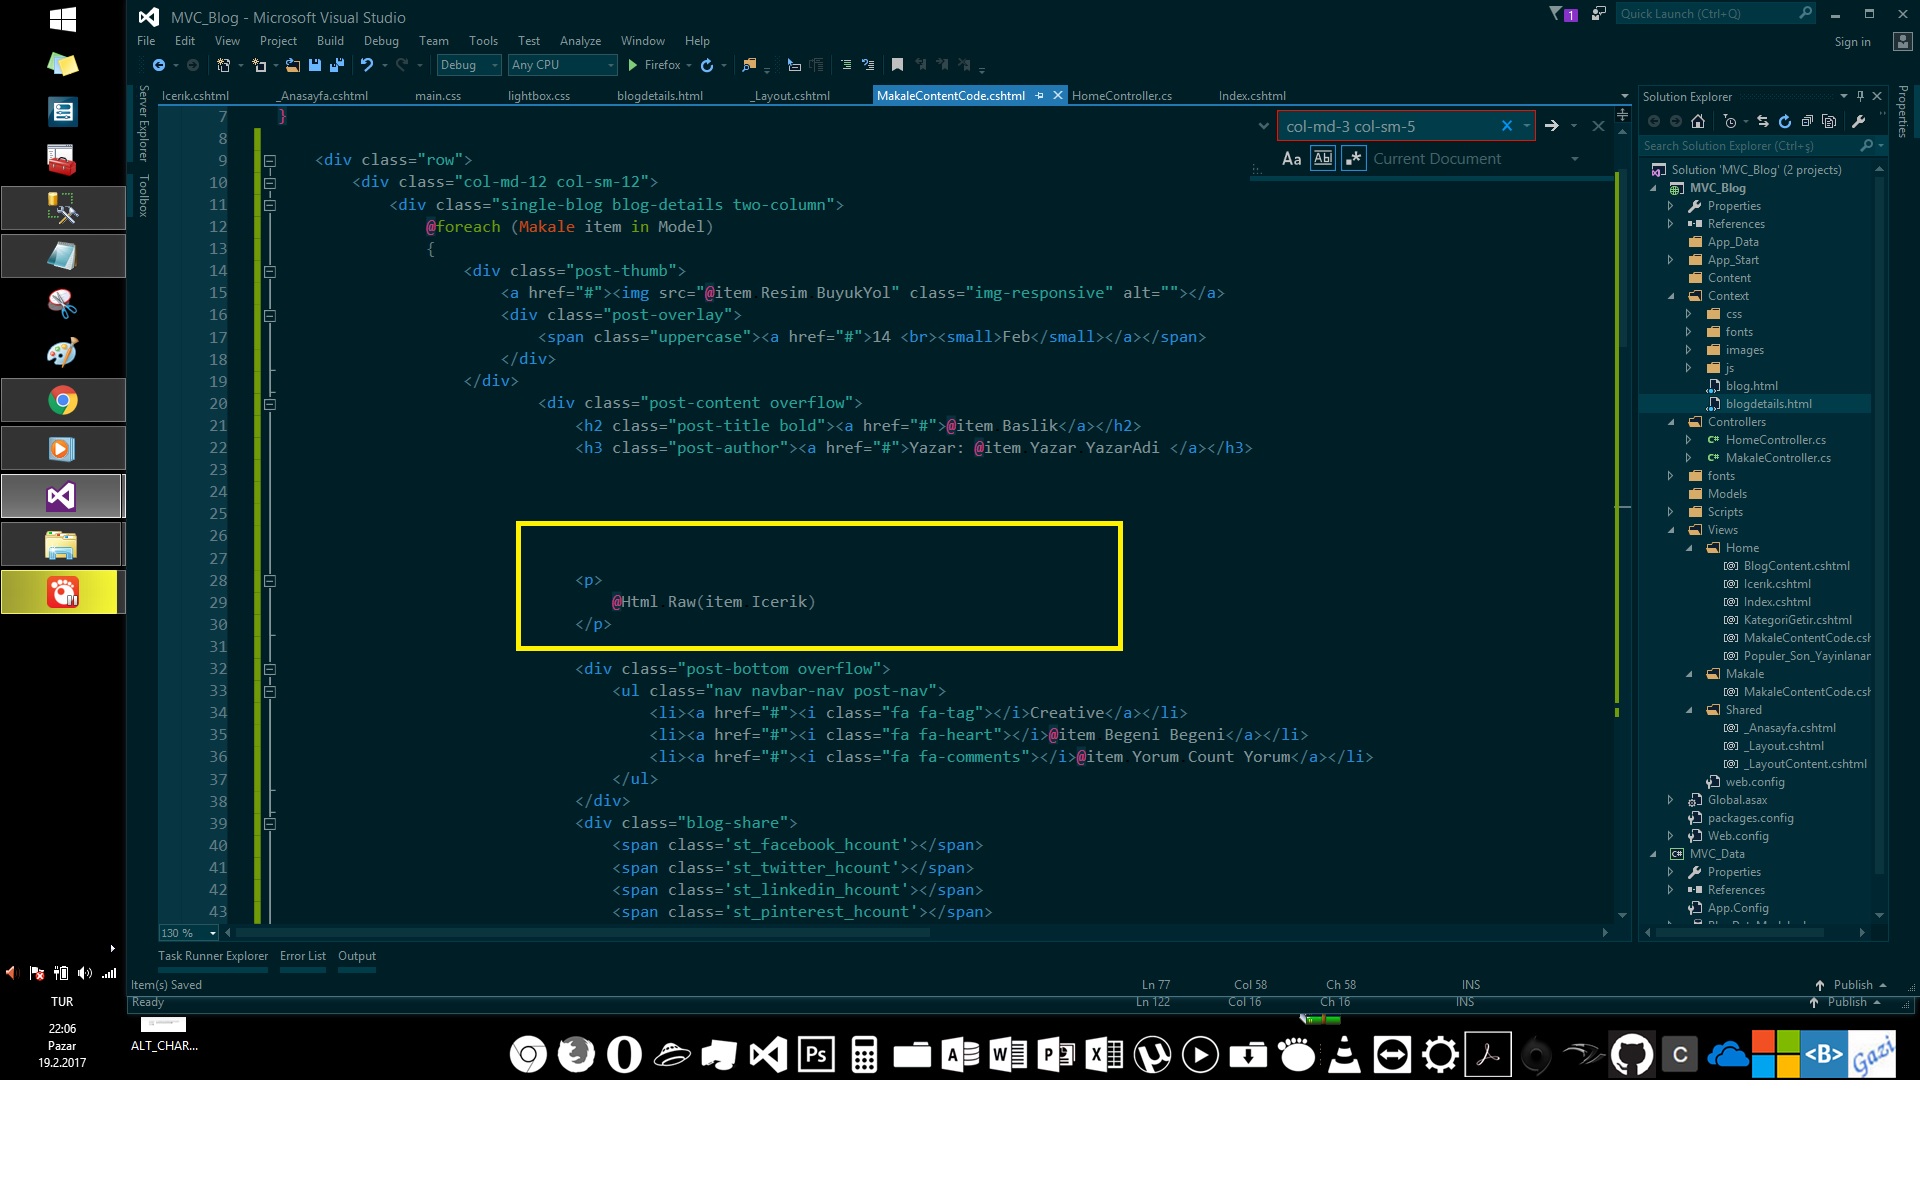 MVC_Blog - Microsoft Visual Studio
1
Quick Launch (Ctrl+Q)
File Edit View Project Build Debug Team Tools Test Analyze Window Help
Sign in
Debug Any CPU Firefox
Server Explorer
Toolbox
Icerık.cshtml _Anasayfa.cshtml main.css lightbox.css blogdetails.html _Layout.cshtml MakaleContentCode.cshtml HomeController.cs Index.cshtml
col-md-3 col-sm-5
Aa Ab .* Current Document
7 }
8
9 <div class="row">
10 <div class="col-md-12 col-sm-12">
11 <div class="single-blog blog-details two-column">
12 @foreach (Makale item in Model)
13 {
14 <div class="post-thumb">
15 <a href="#"><img src="@item Resim BuyukYol" class="img-responsive" alt=""></a>
16 <div class="post-overlay">
17 <span class="uppercase"><a href="#">14 <br><small>Feb</small></a></span>
18 </div>
19 </div>
20 <div class="post-content overflow">
21 <h2 class="post-title bold"><a href="#">@item Baslik</a></h2>
22 <h3 class="post-author"><a href="#">Yazar: @item Yazar YazarAdi </a></h3>
23
24
25
26
27
28 <p>
29 @Html Raw(item Icerik)
30 </p>
31
32 <div class="post-bottom overflow">
33 <ul class="nav navbar-nav post-nav">
34 <li><a href="#"><i class="fa fa-tag"></i>Creative</a></li>
35 <li><a href="#"><i class="fa fa-heart"></i>@item Begeni Begeni</a></li>
36 <li><a href="#"><i class="fa fa-comments"></i>@item Yorum Count Yorum</a></li>
37 </ul>
38 </div>
39 <div class="blog-share">
40 <span class='st_facebook_hcount'></span>
41 <span class='st_twitter_hcount'></span>
42 <span class='st_linkedin_hcount'></span>
43 <span class='st_pinterest_hcount'></span>
130 %
Task Runner Explorer Error List Output
Item(s) Saved Ln 77 Col 58 Ch 58 INS Publish
Ready Ln 122 Col 16 Ch 16 INS Publish
Properties
Solution Explorer
Search Solution Explorer (Ctrl+ş)
Solution 'MVC_Blog' (2 projects)
MVC_Blog
Properties
References
App_Data
App_Start
Content
Context
css
fonts
images
js
blog.html
blogdetails.html
Controllers
C# HomeController.cs
C# MakaleController.cs
fonts
Models
Scripts
Views
Home
[@] BlogContent.cshtml
[@] Icerık.cshtml
[@] Index.cshtml
[@] KategoriGetir.cshtml
[@] MakaleContentCode.csh
[@] Populer_Son_Yayinlanar
Makale
[@] MakaleContentCode.csh
Shared
[@] _Anasayfa.cshtml
[@] _Layout.cshtml
[@] _LayoutContent.cshtml
web.config
Global.asax
packages.config
Web.config
C# MVC_Data
Properties
References
App.Config
TUR
22:06
Pazar
19.2.2017
ALT_CHAR...
Ps
A
W
P
X
C
<B>
Gazi